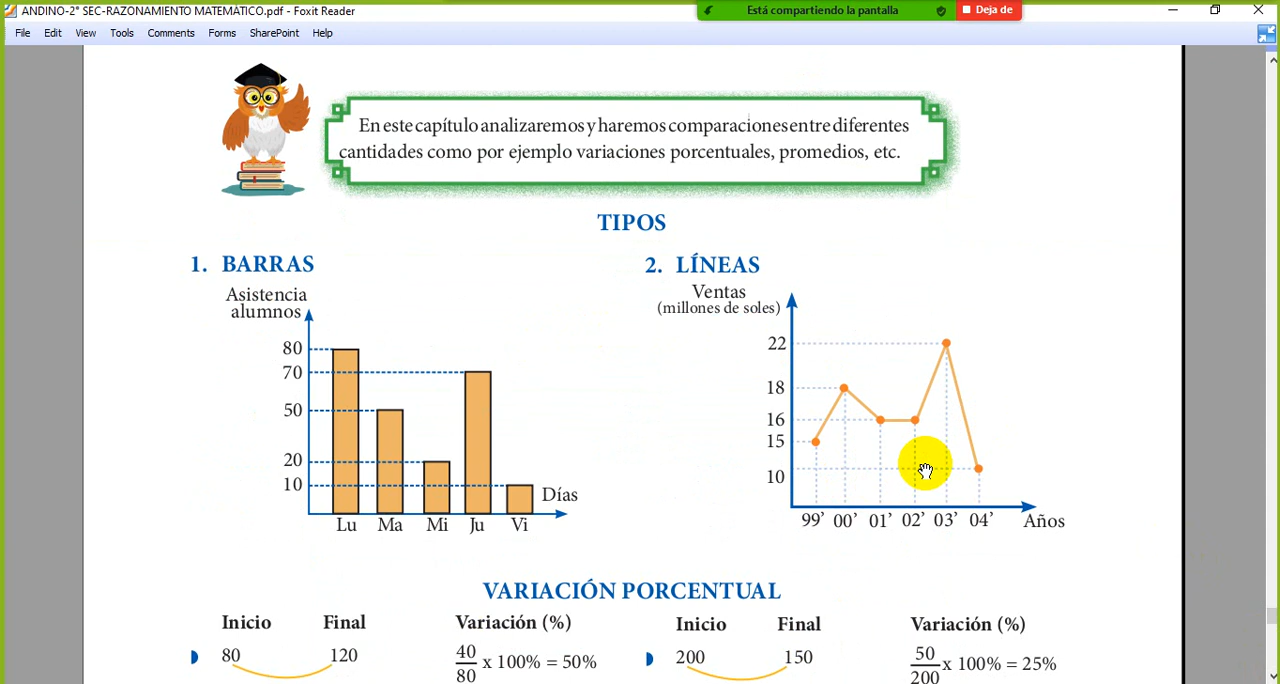 ANDINO-2° SEC-RAZONAMIENTO MATEMÁTICO.pdf - Foxit Reader
Está compartiendo la pantalla
Deja de
File Edit View Tools Comments Forms SharePoint Help
En este capítulo analizaremos y haremos comparaciones entre diferentes
cantidades como por ejemplo variaciones porcentuales, promedios, etc.
TIPOS
1. BARRAS
Asistencia
alumnos
80
70
50
20
10
Días
Lu Ma Mi Ju Vi
2. LÍNEAS
Ventas
(millones de soles)
22
18
16
15
10
99' 00' 01' 02' 03' 04' Años
VARIACIÓN PORCENTUAL
Inicio Final Variación (%)
80 120 40/80 x 100% = 50%
Inicio Final Variación (%)
200 150 50/200 x 100% = 25%